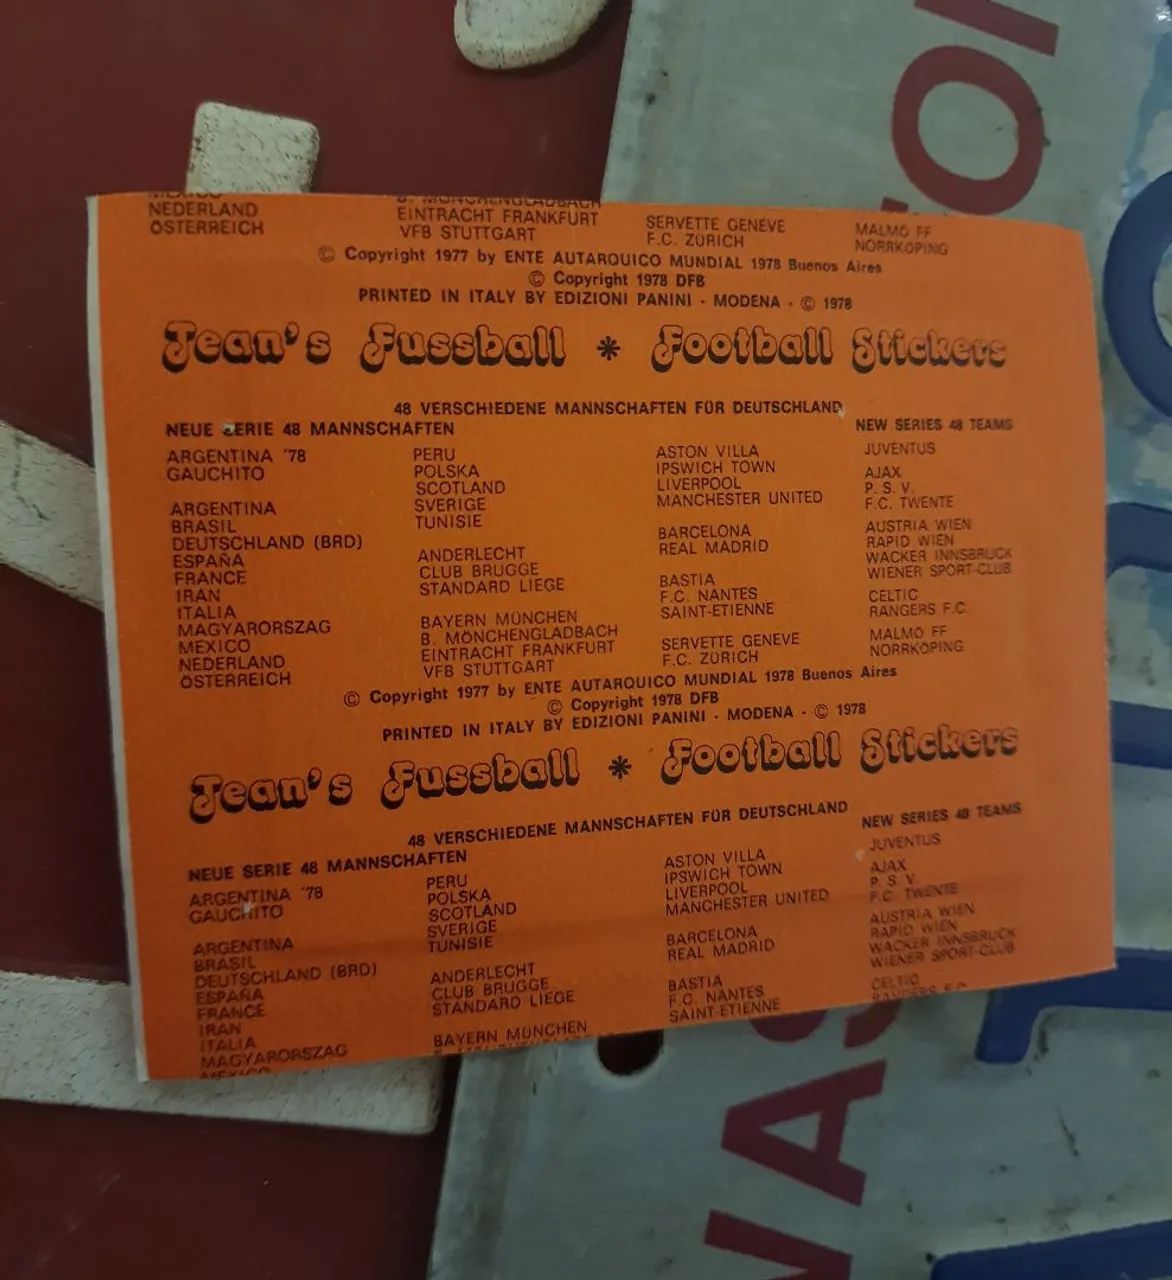 NEDERLAND
ÖSTERREICH
B. MÖNCHENGLADBACH
EINTRACHT FRANKFURT
VFB STUTTGART
SERVETTE GENEVE
F.C. ZÜRICH
MALMO FF
NORRKOPING
© Copyright 1977 by ENTE AUTARQUICO MUNDIAL 1978 Buenos Aires
© Copyright 1978 DFB
PRINTED IN ITALY BY EDIZIONI PANINI - MODENA - © 1978
Jean's Fussball * Football Stickers
48 VERSCHIEDENE MANNSCHAFTEN FÜR DEUTSCHLAND
NEUE SERIE 48 MANNSCHAFTEN
NEW SERIES 48 TEAMS
ARGENTINA '78
GAUCHITO
ARGENTINA
BRASIL
DEUTSCHLAND (BRD)
ESPAÑA
FRANCE
IRAN
ITALIA
MAGYARORSZAG
MEXICO
NEDERLAND
ÖSTERREICH
PERU
POLSKA
SCOTLAND
SVERIGE
TUNISIE
ANDERLECHT
CLUB BRUGGE
STANDARD LIEGE
BAYERN MÜNCHEN
B. MÖNCHENGLADBACH
EINTRACHT FRANKFURT
VFB STUTTGART
ASTON VILLA
IPSWICH TOWN
LIVERPOOL
MANCHESTER UNITED
BARCELONA
REAL MADRID
BASTIA
F.C. NANTES
SAINT-ETIENNE
SERVETTE GENEVE
F.C. ZÜRICH
JUVENTUS
AJAX
P. S. V.
F.C. TWENTE
AUSTRIA WIEN
RAPID WIEN
WACKER INNSBRUCK
WIENER SPORT-CLUB
CELTIC
RANGERS F.C.
MALMO FF
NORRKOPING
© Copyright 1977 by ENTE AUTARQUICO MUNDIAL 1978 Buenos Aires
© Copyright 1978 DFB
PRINTED IN ITALY BY EDIZIONI PANINI - MODENA - © 1978
Jean's Fussball * Football Stickers
48 VERSCHIEDENE MANNSCHAFTEN FÜR DEUTSCHLAND
NEUE SERIE 48 MANNSCHAFTEN
NEW SERIES 48 TEAMS
ARGENTINA '78
GAUCHITO
ARGENTINA
BRASIL
DEUTSCHLAND (BRD)
ESPAÑA
FRANCE
IRAN
ITALIA
MAGYARORSZAG
MEXICO
PERU
POLSKA
SCOTLAND
SVERIGE
TUNISIE
ANDERLECHT
CLUB BRUGGE
STANDARD LIEGE
BAYERN MÜNCHEN
ASTON VILLA
IPSWICH TOWN
LIVERPOOL
MANCHESTER UNITED
BARCELONA
REAL MADRID
BASTIA
F.C. NANTES
SAINT-ETIENNE
JUVENTUS
AJAX
P. S. V.
F.C. TWENTE
AUSTRIA WIEN
RAPID WIEN
WACKER INNSBRUCK
WIENER SPORT-CLUB
CELTIC
RANGERS F.C.